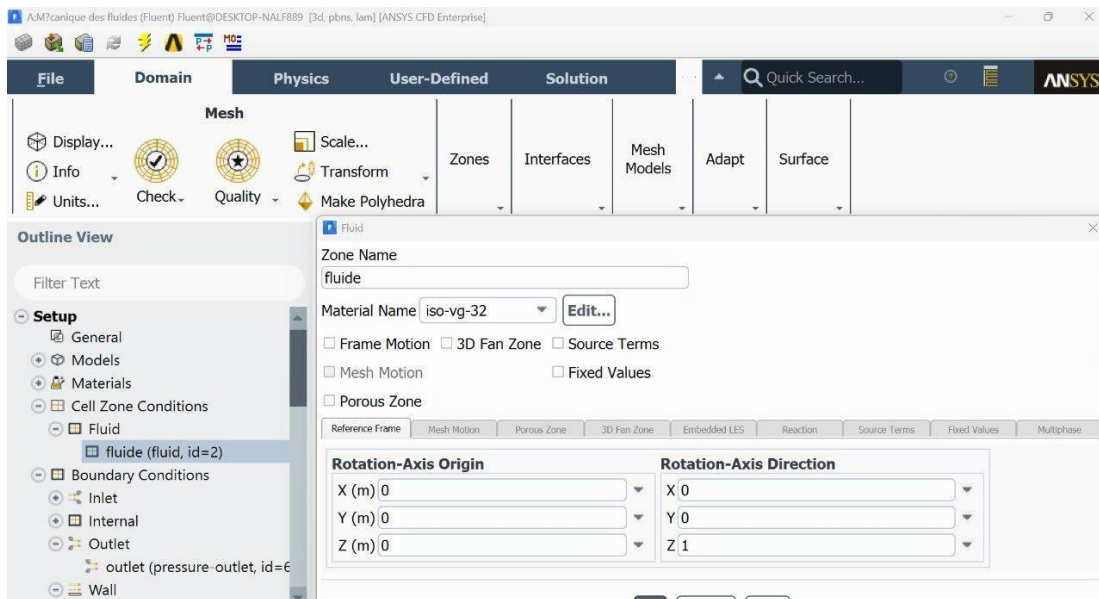 A:M?canique des fluides (Fluent) Fluent@DESKTOP-NALF889 [3d, pbns, lam] [ANSYS CFD Enterprise]
File Domain Physics User-Defined Solution Quick Search... ANSYS
Mesh
Display... Scale...
Info Transform
Units... Check Quality Make Polyhedra
Zones Interfaces Mesh Models Adapt Surface
Outline View
Filter Text
Setup
General
Models
Materials
Cell Zone Conditions
Fluid
fluide (fluid, id=2)
Boundary Conditions
Inlet
Internal
Outlet
outlet (pressure-outlet, id=6
Wall
Fluid
Zone Name
fluide
Material Name iso-vg-32 Edit...
Frame Motion 3D Fan Zone Source Terms
Mesh Motion Fixed Values
Porous Zone
Reference Frame Mesh Motion Porous Zone 3D Fan Zone Embedded LES Reaction Source Terms Fixed Values Multiphase
Rotation-Axis Origin Rotation-Axis Direction
X (m) 0 X 0
Y (m) 0 Y 0
Z (m) 0 Z 1